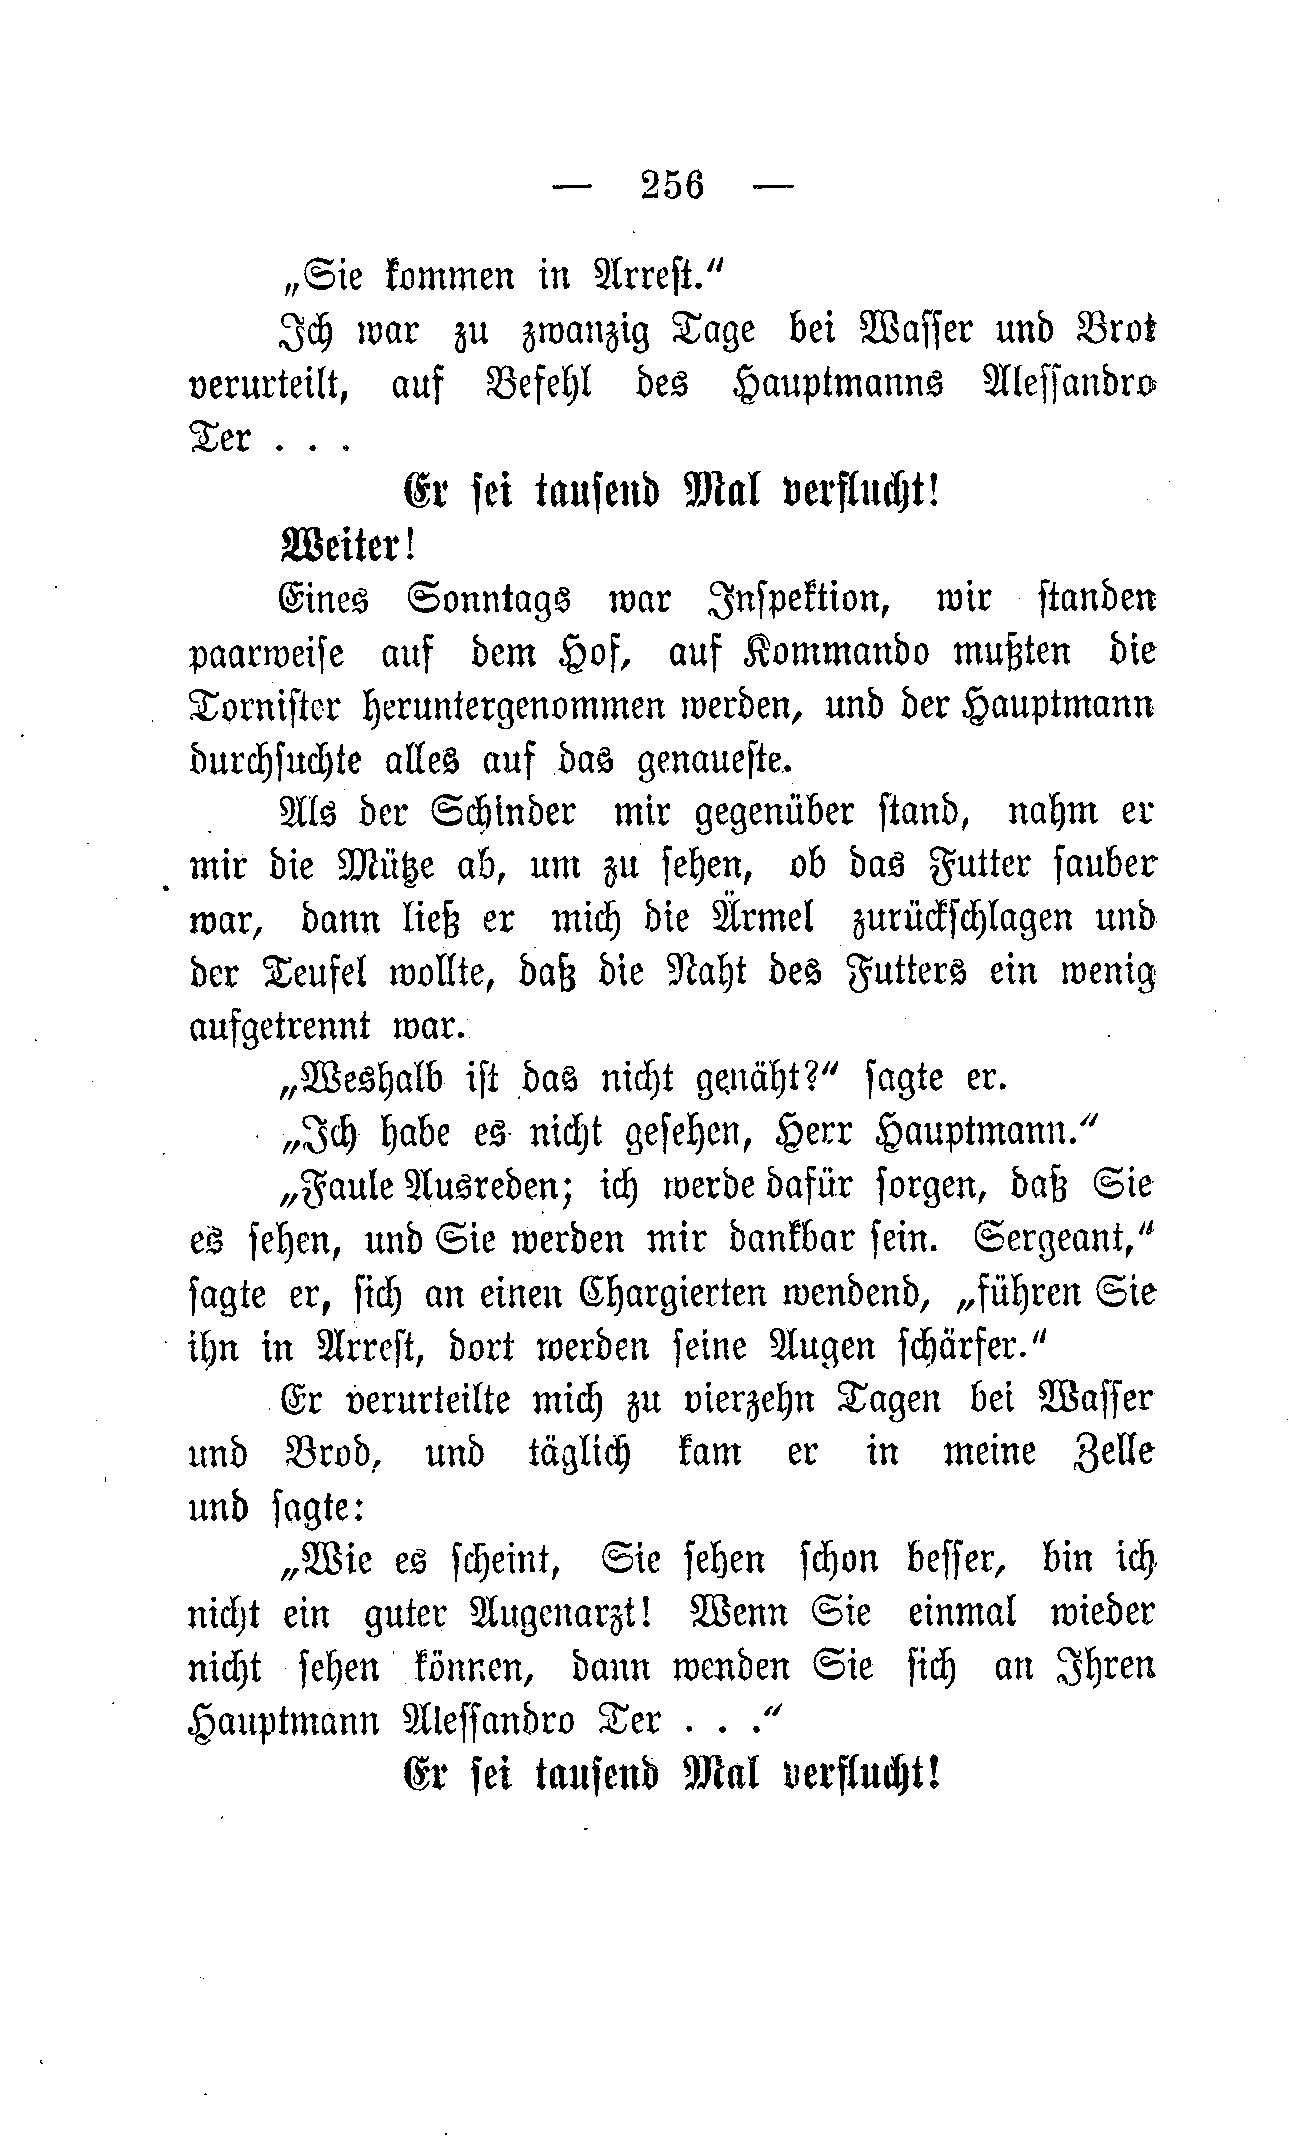 — 256 —
„Sie kommen in Arrest."
Ich war zu zwanzig Tage bei Wasser und Brot
verurteilt, auf Befehl des Hauptmanns Alessandro
Ter . . .
Er sei tausend Mal verflucht!
Weiter!
Eines Sonntags war Inspektion, wir standen
paarweise auf dem Hof, auf Kommando mußten die
Tornister heruntergenommen werden, und der Hauptmann
durchsuchte alles auf das genaueste.
Als der Schinder mir gegenüber stand, nahm er
mir die Mütze ab, um zu sehen, ob das Futter sauber
war, dann ließ er mich die Ärmel zurückschlagen und
der Teufel wollte, daß die Naht des Futters ein wenig
aufgetrennt war.
„Weshalb ist das nicht genäht?" sagte er.
„Ich habe es nicht gesehen, Herr Hauptmann."
„Faule Ausreden; ich werde dafür sorgen, daß Sie
es sehen, und Sie werden mir dankbar sein. Sergeant,"
sagte er, sich an einen Chargierten wendend, „führen Sie
ihn in Arrest, dort werden seine Augen schärfer."
Er verurteilte mich zu vierzehn Tagen bei Wasser
und Brod, und täglich kam er in meine Zelle
und sagte:
„Wie es scheint, Sie sehen schon besser, bin ich
nicht ein guter Augenarzt! Wenn Sie einmal wieder
nicht sehen können, dann wenden Sie sich an Ihren
Hauptmann Alessandro Ter . . ."
Er sei tausend Mal verflucht!